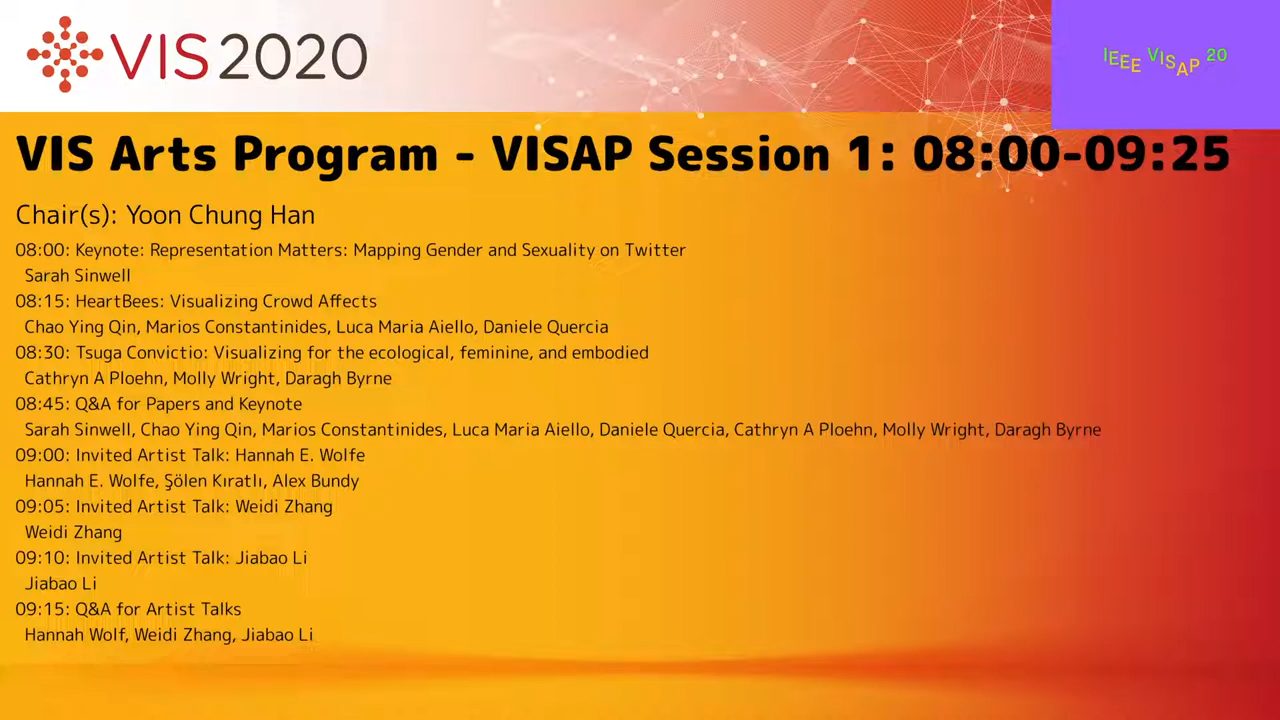 VIS2020
IEEE VISAP 20
VIS Arts Program - VISAP Session 1: 08:00-09:25
Chair(s): Yoon Chung Han
08:00: Keynote: Representation Matters: Mapping Gender and Sexuality on Twitter
Sarah Sinwell
08:15: HeartBees: Visualizing Crowd Affects
Chao Ying Qin, Marios Constantinides, Luca Maria Aiello, Daniele Quercia
08:30: Tsuga Convictio: Visualizing for the ecological, feminine, and embodied
Cathryn A Ploehn, Molly Wright, Daragh Byrne
08:45: Q&A for Papers and Keynote
Sarah Sinwell, Chao Ying Qin, Marios Constantinides, Luca Maria Aiello, Daniele Quercia, Cathryn A Ploehn, Molly Wright, Daragh Byrne
09:00: Invited Artist Talk: Hannah E. Wolfe
Hannah E. Wolfe, Şölen Kıratlı, Alex Bundy
09:05: Invited Artist Talk: Weidi Zhang
Weidi Zhang
09:10: Invited Artist Talk: Jiabao Li
Jiabao Li
09:15: Q&A for Artist Talks
Hannah Wolf, Weidi Zhang, Jiabao Li